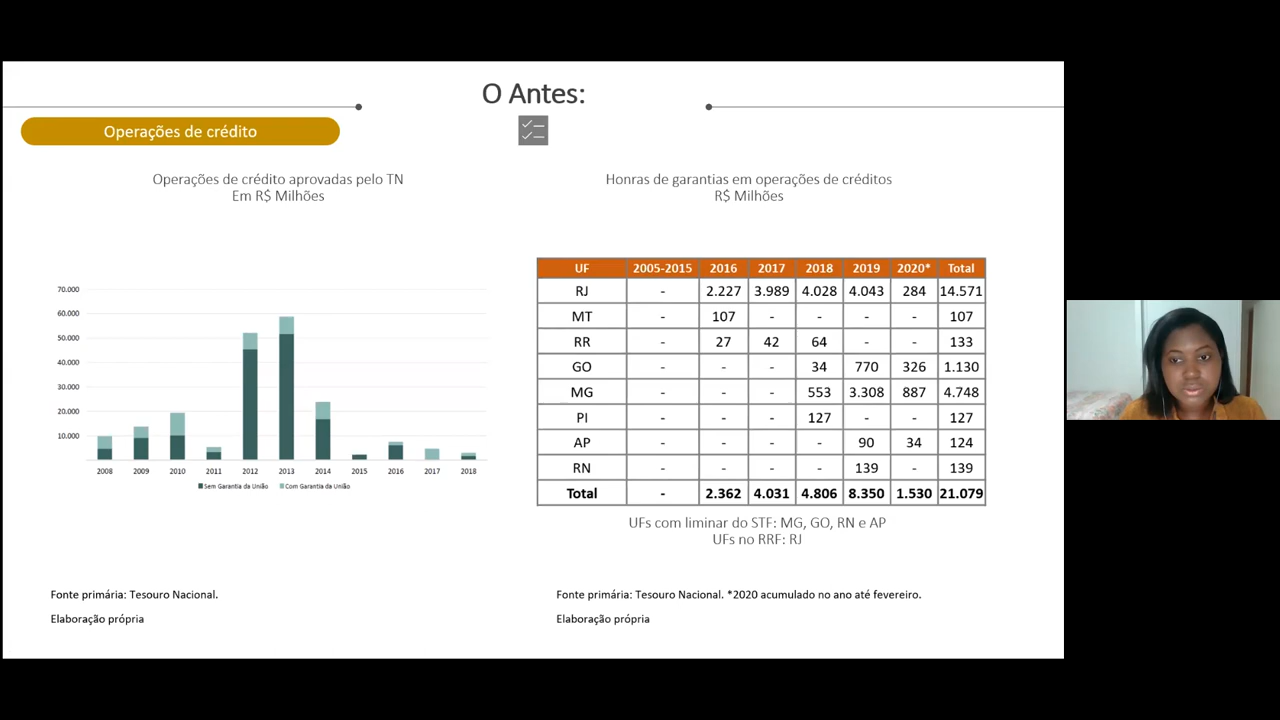 O Antes:
Operações de crédito
Operações de crédito aprovadas pelo TN
Em R$ Milhões
70.000
60.000
50.000
40.000
30.000
20.000
10.000
2008 2009 2010 2011 2012 2013 2014 2015 2016 2017 2018
Sem Garantia da União Com Garantia da União
Fonte primária: Tesouro Nacional.
Elaboração própria
Honras de garantias em operações de créditos
R$ Milhões
UF 2005-2015 2016 2017 2018 2019 2020* Total
RJ - 2.227 3.989 4.028 4.043 284 14.571
MT - 107 - - - - 107
RR - 27 42 64 - - 133
GO - - - 34 770 326 1.130
MG - - - 553 3.308 887 4.748
PI - - - 127 - - 127
AP - - - - 90 34 124
RN - - - - 139 - 139
Total - 2.362 4.031 4.806 8.350 1.530 21.079
UFs com liminar do STF: MG, GO, RN e AP
UFs no RRF: RJ
Fonte primária: Tesouro Nacional. *2020 acumulado no ano até fevereiro.
Elaboração própria